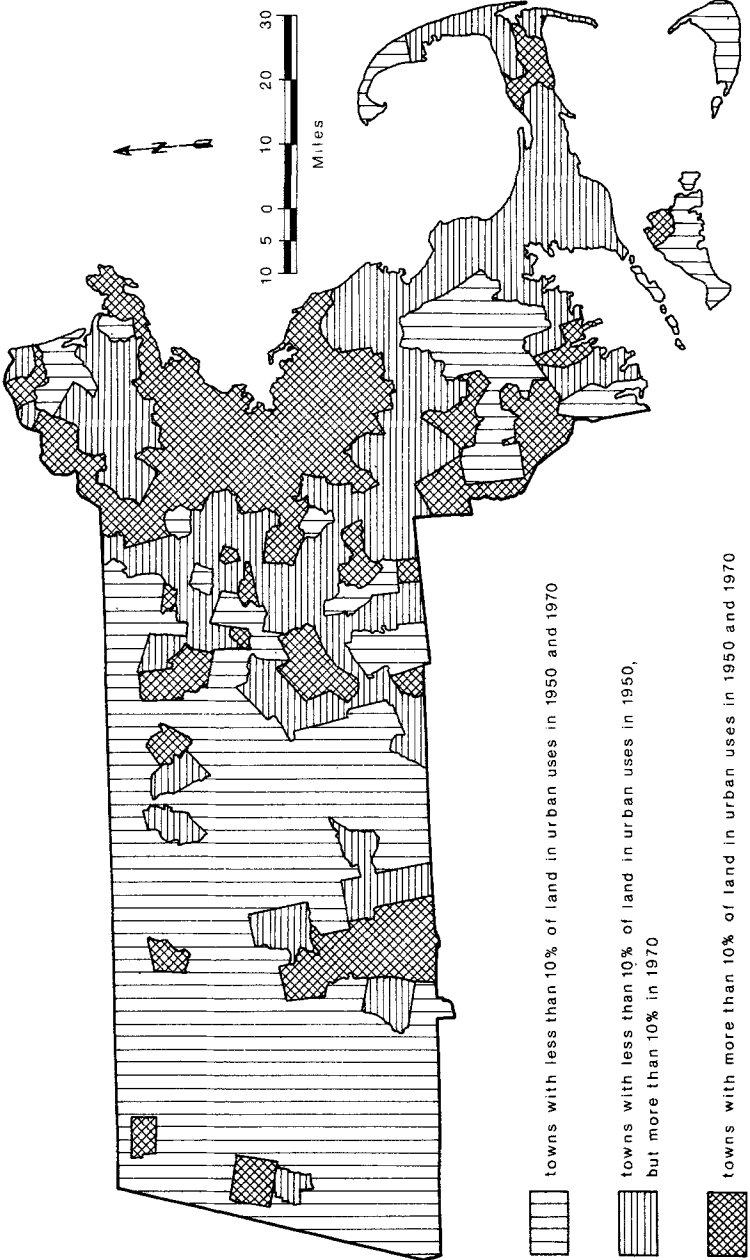 N
10 5 0 10 20 30
Miles
towns with less than 10% of land in urban uses in 1950 and 1970
towns with less than 10% of land in urban uses in 1950,
but more than 10% in 1970
towns with more than 10% of land in urban uses in 1950 and 1970